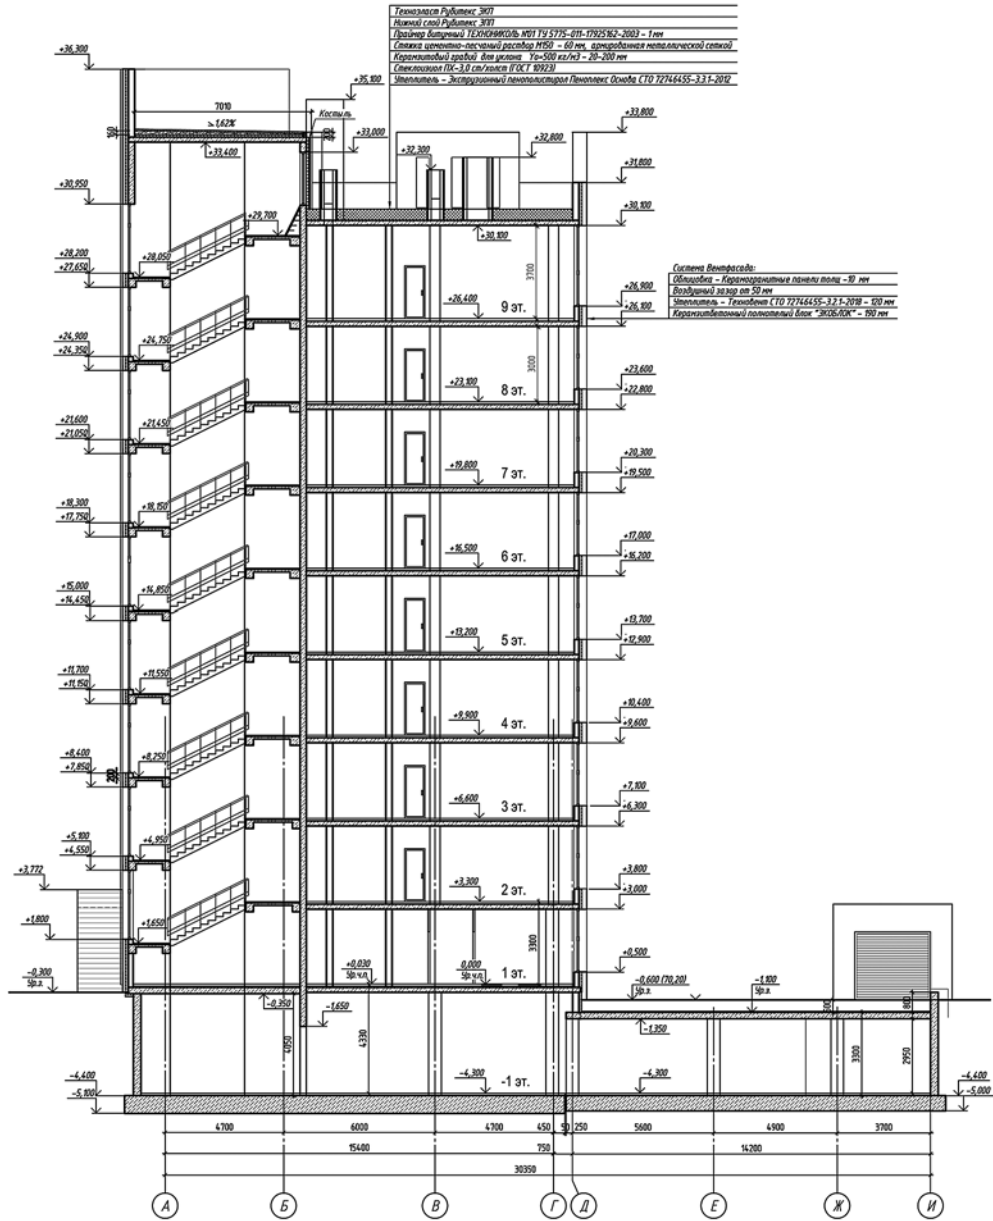 Техноэласт Рубитекс ЭКП
Нижний слой Рубитекс ЭПП
Праймер битумный ТЕХНОНИКОЛЬ №01 ТУ 5775-011-17925162-2003 - 1 мм
Стяжка цементно-песчаный раствор М150 - 60 мм, армированная металлической сеткой
Керамзитовый гравий для уклона Yo=500 кг/м3 - 20-200 мм
Стеклоизол ПХ-3,0 ст/холст (ГОСТ 10923)
Утеплитель - Экструзионный пенополистирол Пеноплекс Основа СТО 72746455-3.3.1-2012
+36,300
+35,100
7010
Костыль
+33,800
1,62%
+33,000
+32,800
+33,400
+32,300
+31,800
+30,950
+30,100
+29,700
+30,100
+28,200
+28,050
+27,650
3700
Система Вентфасада:
Облицовка - Керамогранитные панели толщ -10 мм
Воздушный зазор от 50 мм
Утеплитель - Техновент СТО 72746455-3.2.1-2018 - 120 мм
Керамзитбетонный полнотелый блок "ЭКОБЛОК" - 190 мм
+26,900
+26,400
9 эт.
+26,100
+24,900
+24,750
+24,350
3000
+23,600
+23,100
8 эт.
+22,800
+21,600
+21,450
+21,050
+20,300
+19,800
7 эт.
+19,500
+18,300
+18,150
+17,750
+17,000
+16,500
6 эт.
+16,200
+15,000
+14,850
+14,450
+13,700
+13,200
5 эт.
+12,900
+11,700
+11,550
+11,150
+10,400
+9,900
4 эт.
+9,600
+8,400
+8,250
+7,850
+7,100
+6,600
3 эт.
+6,300
+5,100
+4,950
+4,550
+3,772
+3,800
+3,300
2 эт.
+3,000
+1,800
+1,650
3300
+0,500
-0,300
Ур.з.
+0,030
Ур.ч.п.
0,000
Ур.ч.п.
1 эт.
-0,600 (70,20)
Ур.з.
-1,100
Ур.з.
-0,350
-1,650
600
800
-1,350
4050
4330
3300
2950
-4,400
-5,100
-4,300
-1 эт.
-4,300
-4,400
-5,000
4700
6000
4700
450
50
250
5600
4900
3700
15400
750
14200
30350
А
Б
В
Г
Д
Е
Ж
И